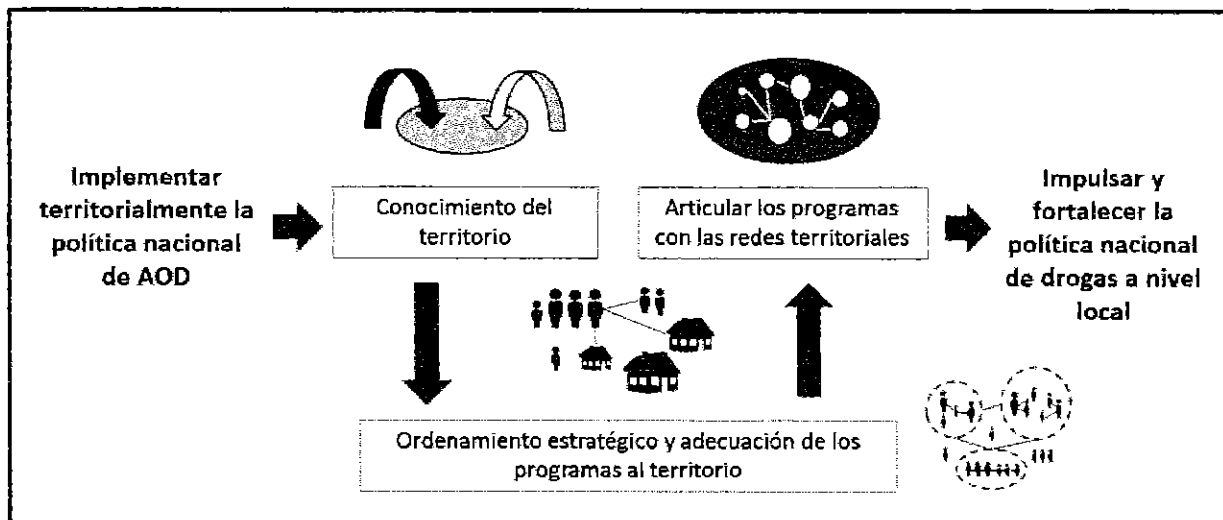 Implementar
territorialmente la
política nacional
de AOD
Conocimiento del
territorio
Articular los programas
con las redes territoriales
Impulsar y
fortalecer la
política nacional
de drogas a nivel
local
Ordenamiento estratégico y adecuación de los
programas al territorio